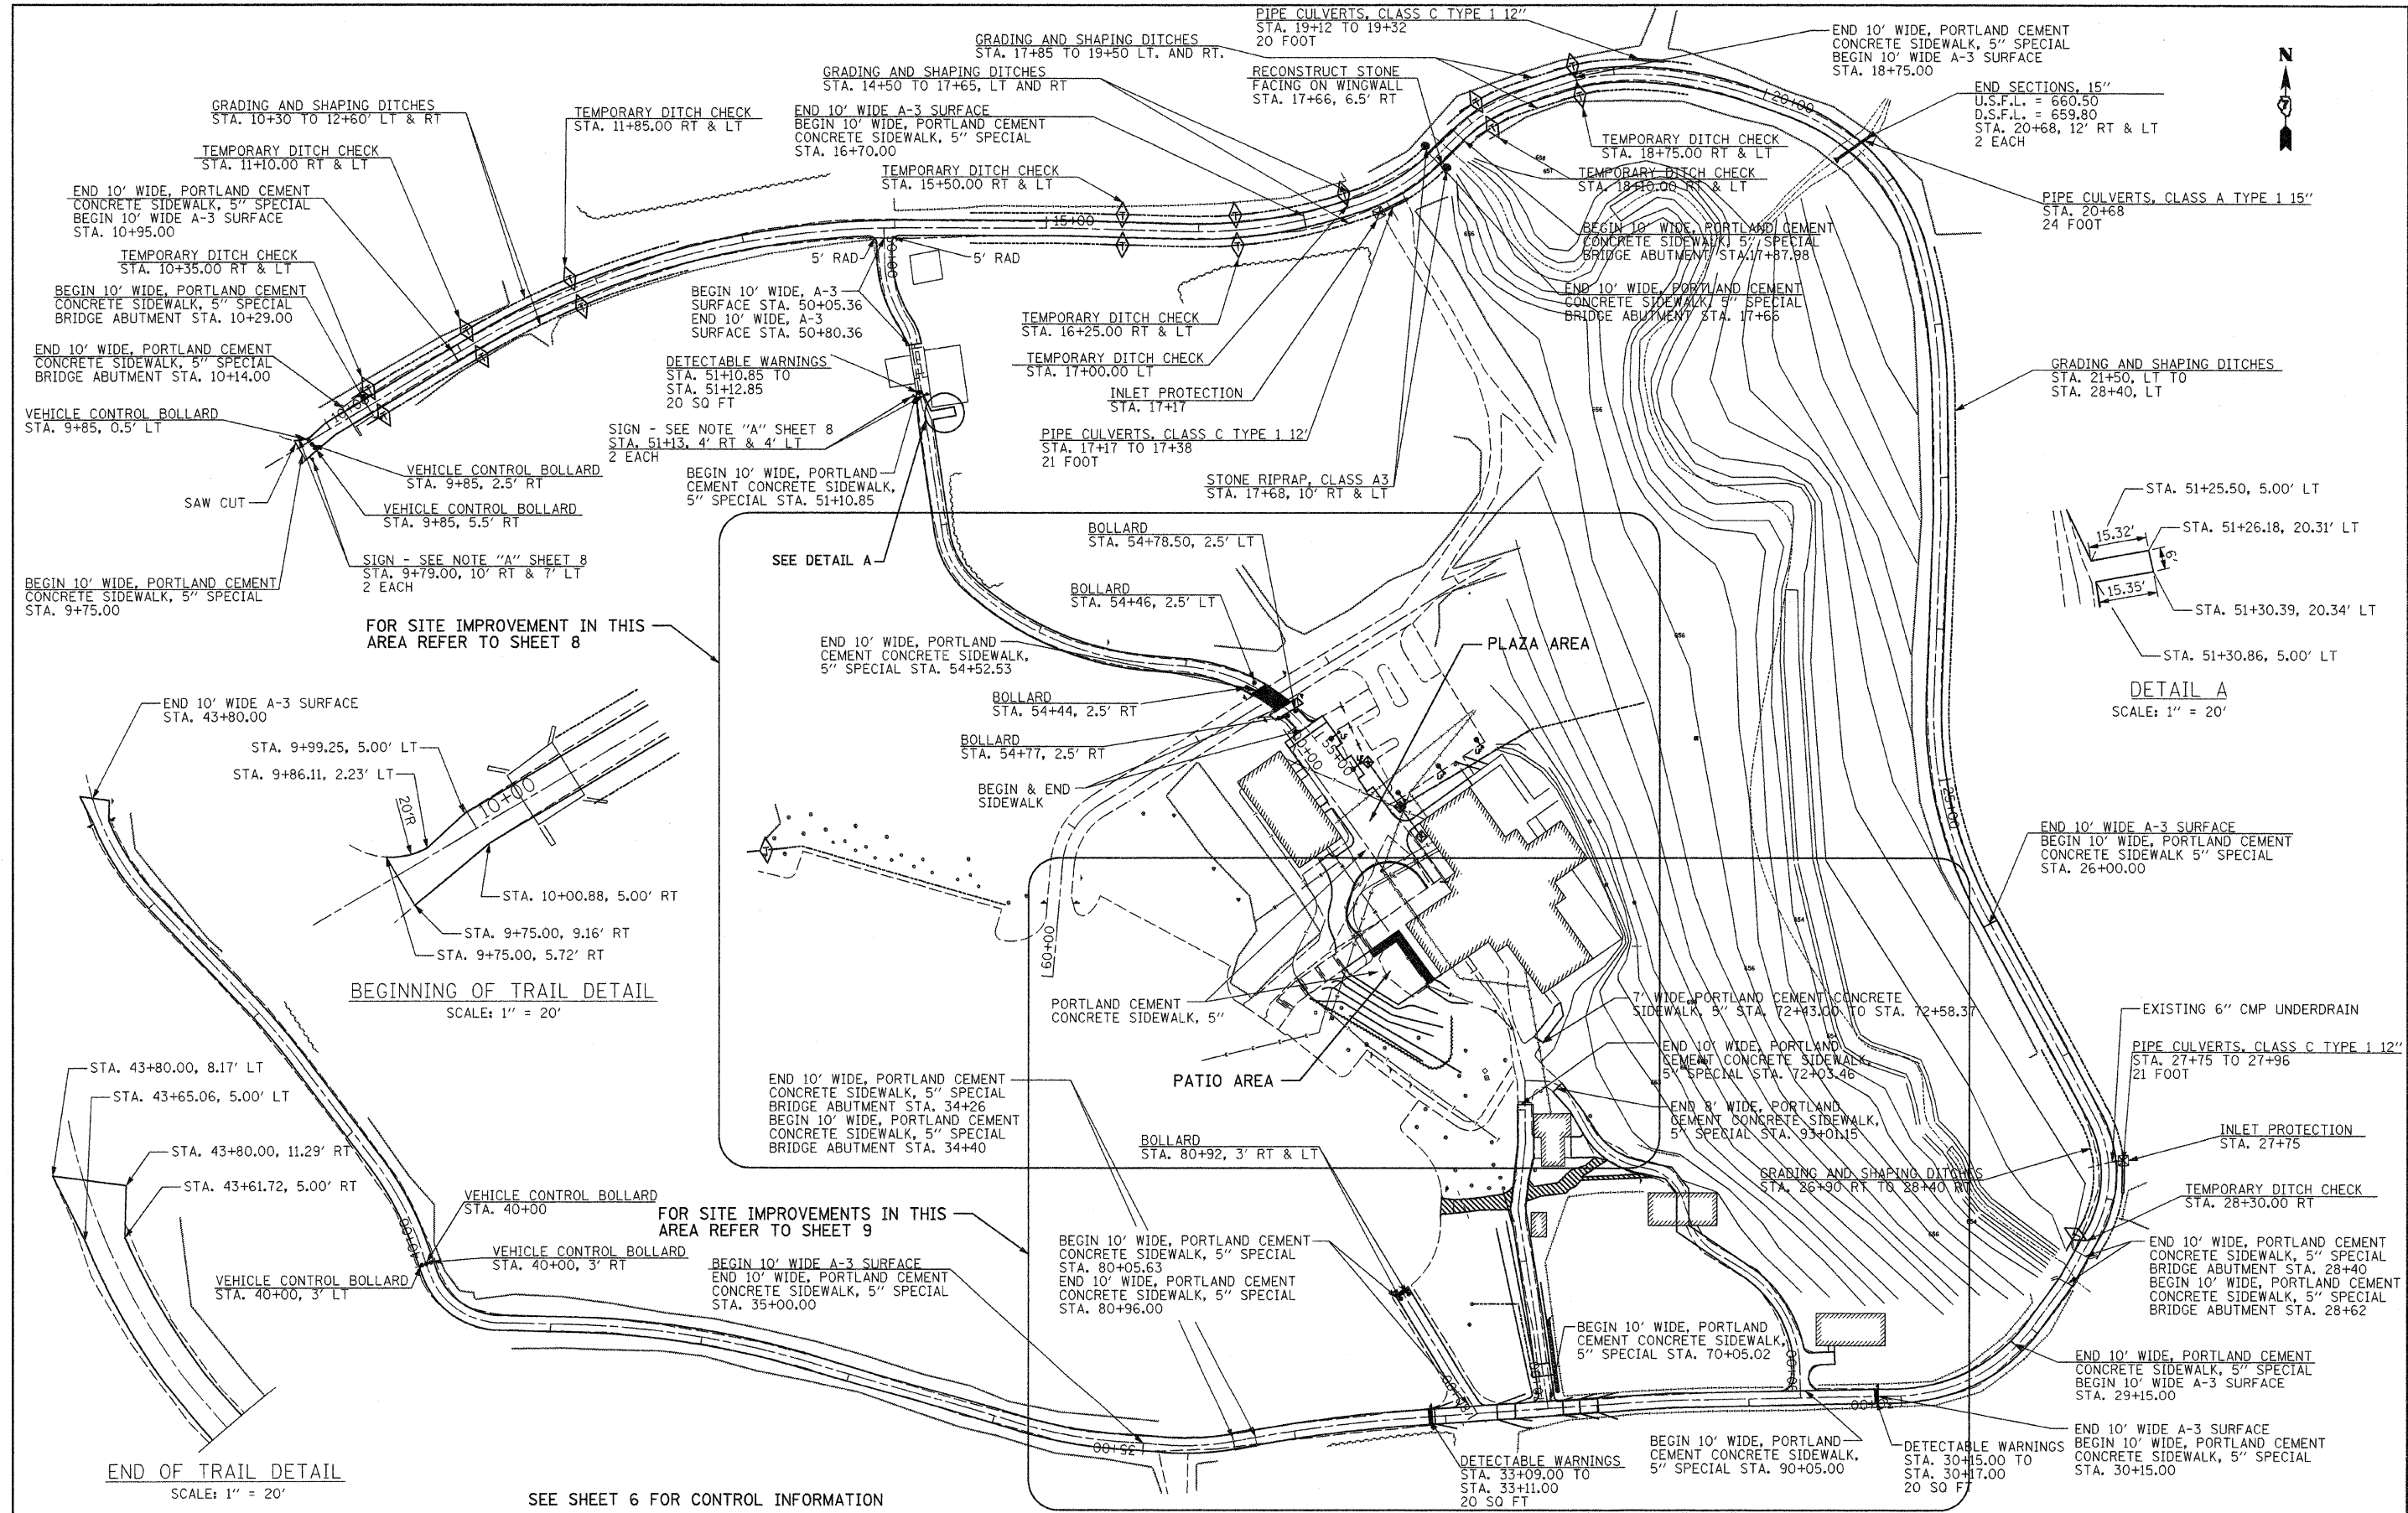 PIPE CULVERTS, CLASS C TYPE 1 12"
STA. 19+12 TO 19+32
20 FOOT
GRADING AND SHAPING DITCHES
STA. 17+85 TO 19+50 LT. AND RT.
END 10' WIDE, PORTLAND CEMENT
CONCRETE SIDEWALK, 5" SPECIAL
BEGIN 10' WIDE A-3 SURFACE
STA. 18+75.00
N
GRADING AND SHAPING DITCHES
STA. 14+50 TO 17+65, LT AND RT
RECONSTRUCT STONE
FACING ON WINGWALL
STA. 17+66, 6.5' RT
END SECTIONS, 15"
U.S.F.L. = 660.50
D.S.F.L. = 659.80
STA. 20+68, 12' RT & LT
2 EACH
GRADING AND SHAPING DITCHES
STA. 10+30 TO 12+60' LT & RT
TEMPORARY DITCH CHECK
STA. 11+85.00 RT & LT
END 10' WIDE A-3 SURFACE
BEGIN 10' WIDE, PORTLAND CEMENT
CONCRETE SIDEWALK, 5" SPECIAL
STA. 16+70.00
20+00
TEMPORARY DITCH CHECK
STA. 11+10.00 RT & LT
TEMPORARY DITCH CHECK
STA. 15+50.00 RT & LT
TEMPORARY DITCH CHECK
STA. 18+75.00 RT & LT
TEMPORARY DITCH CHECK
STA. 18+10.00 RT & LT
END 10' WIDE, PORTLAND CEMENT
CONCRETE SIDEWALK, 5" SPECIAL
BEGIN 10' WIDE A-3 SURFACE
STA. 10+95.00
PIPE CULVERTS, CLASS A TYPE 1 15"
STA. 20+68
24 FOOT
15+00
658
657
656
BEGIN 10' WIDE, PORTLAND CEMENT
CONCRETE SIDEWALK, 5" SPECIAL
BRIDGE ABUTMENT STA.17+87.98
TEMPORARY DITCH CHECK
STA. 10+35.00 RT & LT
5' RAD
50+00
5' RAD
BEGIN 10' WIDE, PORTLAND CEMENT
CONCRETE SIDEWALK, 5" SPECIAL
BRIDGE ABUTMENT STA. 10+29.00
BEGIN 10' WIDE, A-3
SURFACE STA. 50+05.36
END 10' WIDE, A-3
SURFACE STA. 50+80.36
END 10' WIDE, PORTLAND CEMENT
CONCRETE SIDEWALK, 5" SPECIAL
BRIDGE ABUTMENT STA. 17+66
TEMPORARY DITCH CHECK
STA. 16+25.00 RT & LT
END 10' WIDE, PORTLAND CEMENT
CONCRETE SIDEWALK, 5" SPECIAL
BRIDGE ABUTMENT STA. 10+14.00
DETECTABLE WARNINGS
STA. 51+10.85 TO
STA. 51+12.85
20 SQ FT
TEMPORARY DITCH CHECK
STA. 17+00.00 LT
GRADING AND SHAPING DITCHES
STA. 21+50, LT TO
STA. 28+40, LT
10+00
INLET PROTECTION
STA. 17+17
656
VEHICLE CONTROL BOLLARD
STA. 9+85, 0.5' LT
SIGN - SEE NOTE "A" SHEET 8
STA. 51+13, 4' RT & 4' LT
2 EACH
PIPE CULVERTS, CLASS C TYPE 1 12'
STA. 17+17 TO 17+38
21 FOOT
VEHICLE CONTROL BOLLARD
STA. 9+85, 2.5' RT
BEGIN 10' WIDE, PORTLAND
CEMENT CONCRETE SIDEWALK,
5" SPECIAL STA. 51+10.85
STONE RIPRAP, CLASS A3
STA. 17+68, 10' RT & LT
SAW CUT
VEHICLE CONTROL BOLLARD
STA. 9+85, 5.5' RT
STA. 51+25.50, 5.00' LT
15.32'
STA. 51+26.18, 20.31' LT
SIGN - SEE NOTE "A" SHEET 8
STA. 9+79.00, 10' RT & 7' LT
2 EACH
SEE DETAIL A
BOLLARD
STA. 54+78.50, 2.5' LT
6'
15.35'
STA. 51+30.39, 20.34' LT
BEGIN 10' WIDE, PORTLAND CEMENT
CONCRETE SIDEWALK, 5" SPECIAL
STA. 9+75.00
BOLLARD
STA. 54+46, 2.5' LT
FOR SITE IMPROVEMENT IN THIS
AREA REFER TO SHEET 8
END 10' WIDE, PORTLAND
CEMENT CONCRETE SIDEWALK,
5" SPECIAL STA. 54+52.53
PLAZA AREA
656
STA. 51+30.86, 5.00' LT
DETAIL A
SCALE: 1" = 20'
END 10' WIDE A-3 SURFACE
STA. 43+80.00
BOLLARD
STA. 54+44, 2.5' RT
STA. 9+99.25, 5.00' LT
BOLLARD
STA. 54+77, 2.5' RT
STA. 9+86.11, 2.23' LT
20'R
10+00
55+00
BEGIN & END
SIDEWALK
25+00
END 10' WIDE A-3 SURFACE
BEGIN 10' WIDE, PORTLAND CEMENT
CONCRETE SIDEWALK 5" SPECIAL
STA. 26+00.00
STA. 10+00.88, 5.00' RT
STA. 9+75.00, 9.16' RT
STA. 9+75.00, 5.72' RT
654
60+00
656
BEGINNING OF TRAIL DETAIL
SCALE: 1" = 20'
PORTLAND CEMENT
CONCRETE SIDEWALK, 5"
7' WIDE, PORTLAND CEMENT CONCRETE
SIDEWALK, 5" STA. 72+43.00 TO STA. 72+58.37
EXISTING 6" CMP UNDERDRAIN
PIPE CULVERTS, CLASS C TYPE 1 12"
STA. 27+75 TO 27+96
21 FOOT
END 10' WIDE, PORTLAND
CEMENT CONCRETE SIDEWALK,
5" SPECIAL STA. 72+03.46
STA. 43+80.00, 8.17' LT
STA. 43+65.06, 5.00' LT
END 10' WIDE, PORTLAND CEMENT
CONCRETE SIDEWALK, 5" SPECIAL
BRIDGE ABUTMENT STA. 34+26
BEGIN 10' WIDE, PORTLAND CEMENT
CONCRETE SIDEWALK, 5" SPECIAL
BRIDGE ABUTMENT STA. 34+40
PATIO AREA
END 8' WIDE, PORTLAND
CEMENT CONCRETE SIDEWALK,
5" SPECIAL STA. 93+01.15
INLET PROTECTION
STA. 27+75
BOLLARD
STA. 80+92, 3' RT & LT
STA. 43+80.00, 11.29' RT
GRADING AND SHAPING DITCHES
STA. 26+90 RT TO 28+40 RT
STA. 43+61.72, 5.00' RT
TEMPORARY DITCH CHECK
STA. 28+30.00 RT
VEHICLE CONTROL BOLLARD
STA. 40+00
FOR SITE IMPROVEMENTS IN THIS
AREA REFER TO SHEET 9
40+00
656
BEGIN 10' WIDE, PORTLAND CEMENT
CONCRETE SIDEWALK, 5" SPECIAL
STA. 80+05.63
END 10' WIDE, PORTLAND CEMENT
CONCRETE SIDEWALK, 5" SPECIAL
STA. 80+96.00
END 10' WIDE, PORTLAND CEMENT
CONCRETE SIDEWALK, 5" SPECIAL
BRIDGE ABUTMENT STA. 28+40
BEGIN 10' WIDE, PORTLAND CEMENT
CONCRETE SIDEWALK, 5" SPECIAL
BRIDGE ABUTMENT STA. 28+62
VEHICLE CONTROL BOLLARD
STA. 40+00, 3' RT
BEGIN 10' WIDE A-3 SURFACE
END 10' WIDE, PORTLAND CEMENT
CONCRETE SIDEWALK, 5" SPECIAL
STA. 35+00.00
VEHICLE CONTROL BOLLARD
STA. 40+00, 3' LT
BEGIN 10' WIDE, PORTLAND
CEMENT CONCRETE SIDEWALK,
5" SPECIAL STA. 70+05.02
END 10' WIDE, PORTLAND CEMENT
CONCRETE SIDEWALK, 5" SPECIAL
BEGIN 10' WIDE A-3 SURFACE
STA. 29+15.00
30+00
35+00
END 10' WIDE A-3 SURFACE
BEGIN 10' WIDE, PORTLAND CEMENT
CONCRETE SIDEWALK, 5" SPECIAL
STA. 30+15.00
BEGIN 10' WIDE, PORTLAND
CEMENT CONCRETE SIDEWALK,
5" SPECIAL STA. 90+05.00
DETECTABLE WARNINGS
STA. 30+15.00 TO
STA. 30+17.00
20 SQ FT
DETECTABLE WARNINGS
STA. 33+09.00 TO
STA. 33+11.00
20 SQ FT
END OF TRAIL DETAIL
SCALE: 1" = 20'
SEE SHEET 6 FOR CONTROL INFORMATION